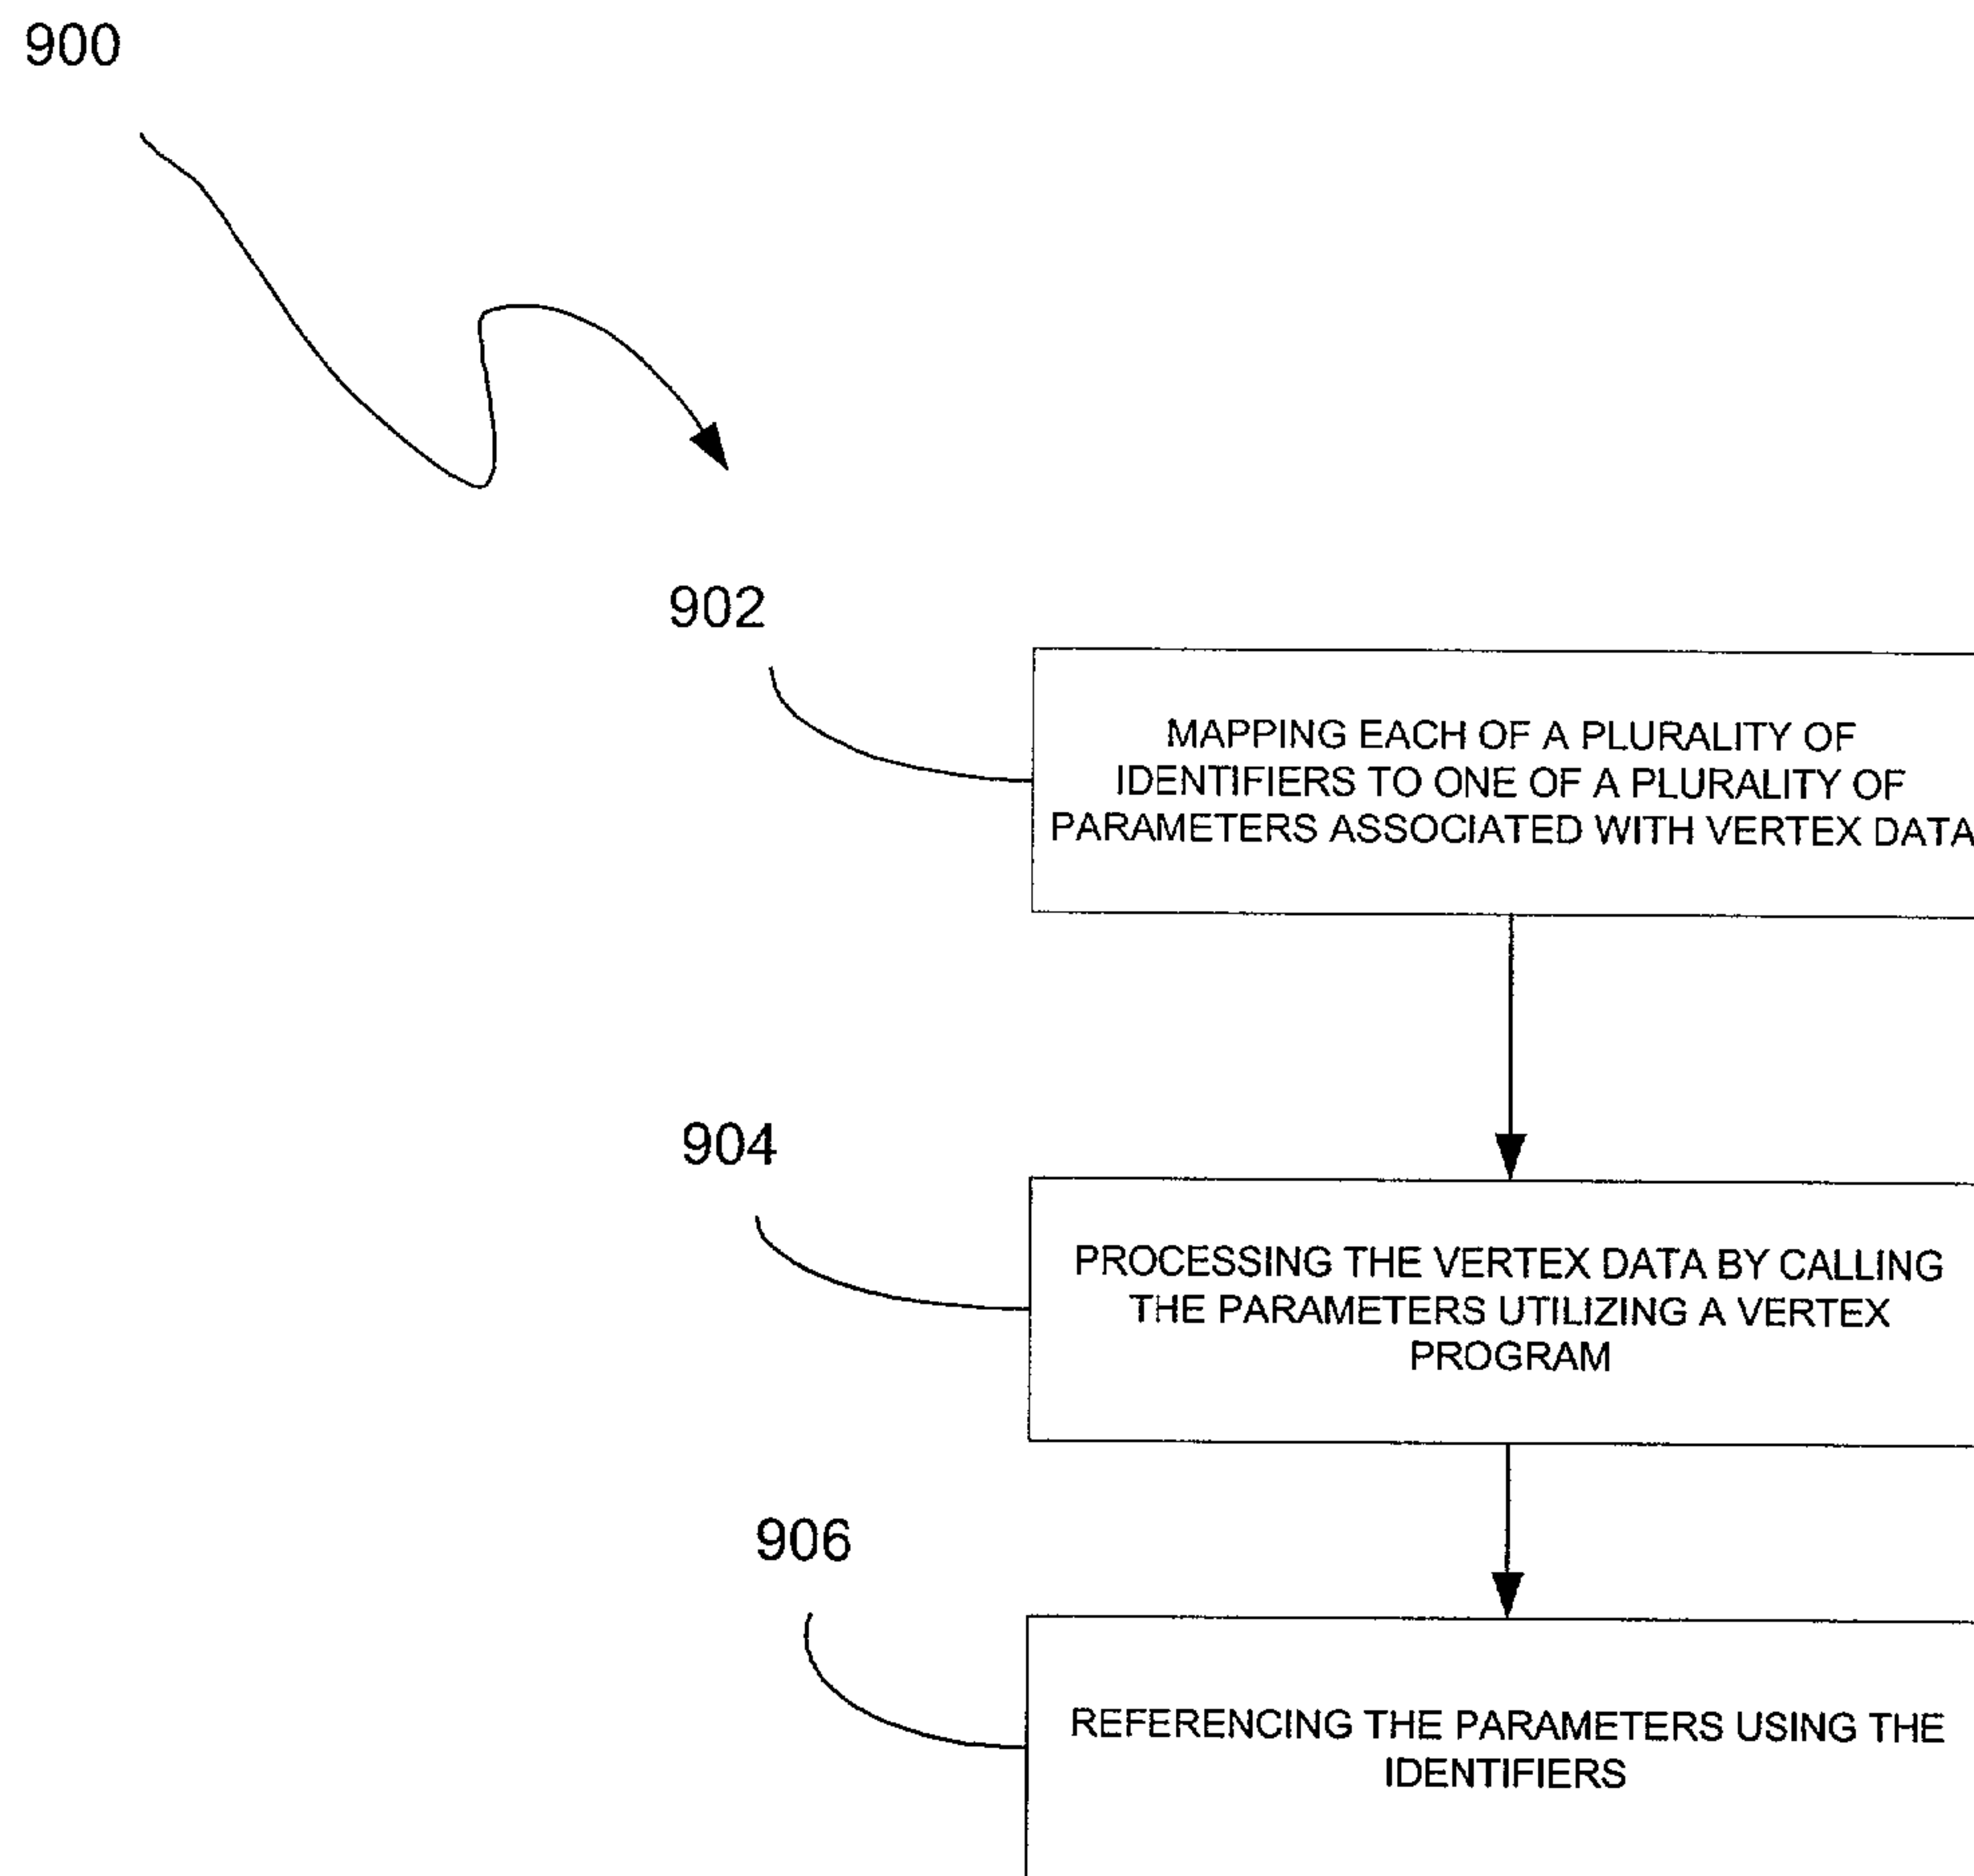 900
902
MAPPING EACH OF A PLURALITY OF
IDENTIFIERS TO ONE OF A PLURALITY OF
PARAMETERS ASSOCIATED WITH VERTEX DATA
904
PROCESSING THE VERTEX DATA BY CALLING
THE PARAMETERS UTILIZING A VERTEX
PROGRAM
906
REFERENCING THE PARAMETERS USING THE
IDENTIFIERS